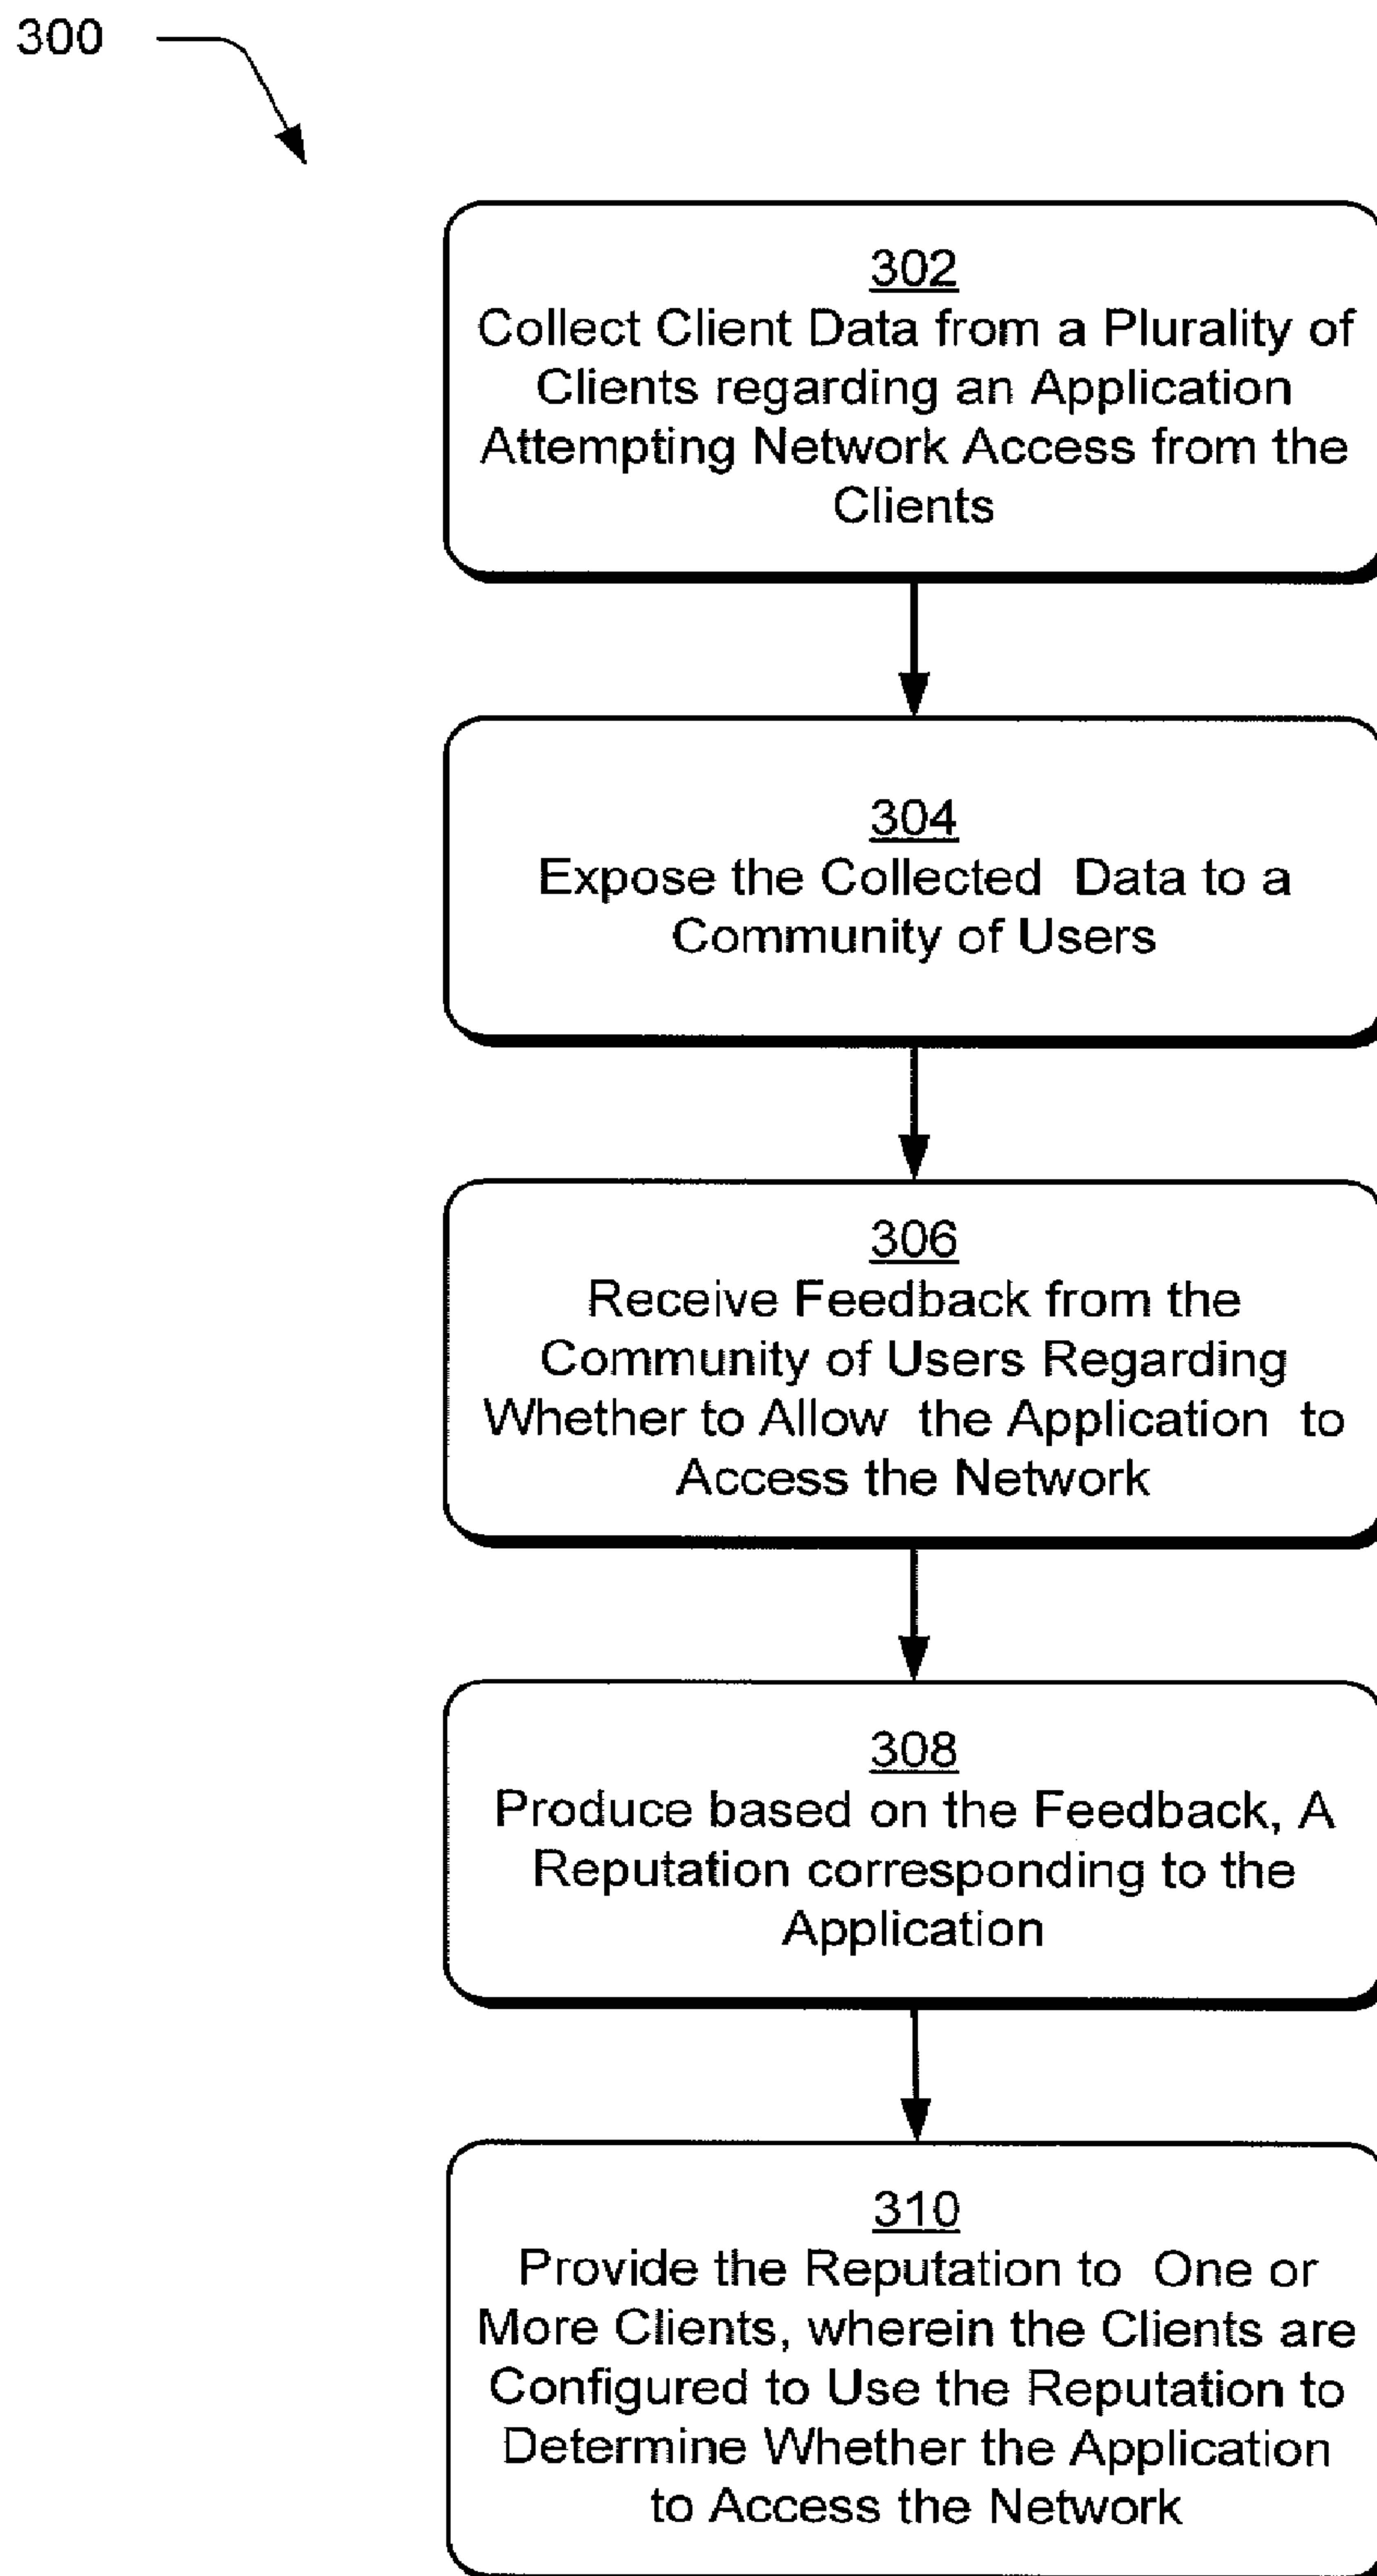 300
302
Collect Client Data from a Plurality of
Clients regarding an Application
Attempting Network Access from the
Clients
304
Expose the Collected Data to a
Community of Users
306
Receive Feedback from the
Community of Users Regarding
Whether to Allow the Application to
Access the Network
308
Produce based on the Feedback, A
Reputation corresponding to the
Application
310
Provide the Reputation to One or
More Clients, wherein the Clients are
Configured to Use the Reputation to
Determine Whether the Application
to Access the Network